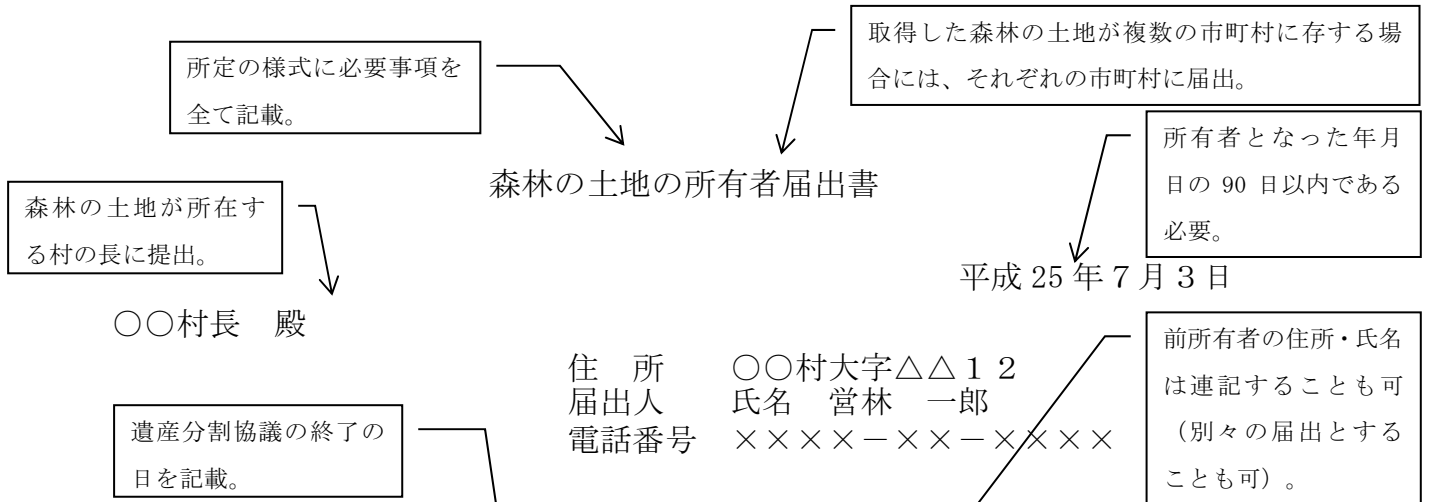 取得した森林の土地が複数の市町村に存する場
合には、それぞれの市町村に届出。
所定の様式に必要事項を
全て記載。
所有者となった年月
日の 90 日以内である
必要。
森林の土地の所有者届出書
森林の土地が所在す
る村の長に提出。
平成 25 年７月３日
○○村長　殿
前所有者の住所・氏名
は連記することも可
（別々の届出とする
ことも可）。
住　所　　○○村大字△△１２
届出人　　氏名　営林　一郎
電話番号　××××－××－××××
遺産分割協議の終了の
日を記載。